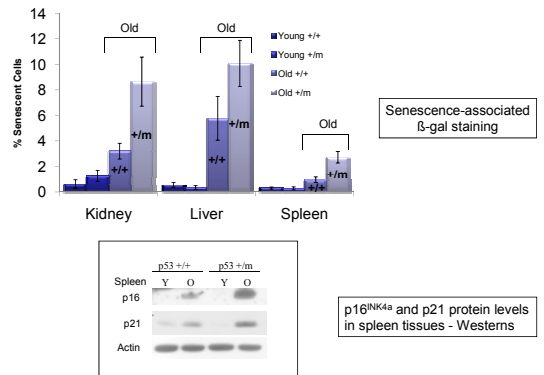 14
12
10
8
6
4
2
0
% Senescent Cells
Old
Old
Old
+/+
+/m
+/+
+/m
+/+
+/m
Kidney
Liver
Spleen
Young +/+
Young +/m
Old +/+
Old +/m
Senescence-associated
ß-gal staining
p53 +/+ p53 +/m
Spleen Y O Y O
p16
p21
Actin
p16INK4a and p21 protein levels
in spleen tissues - Westerns